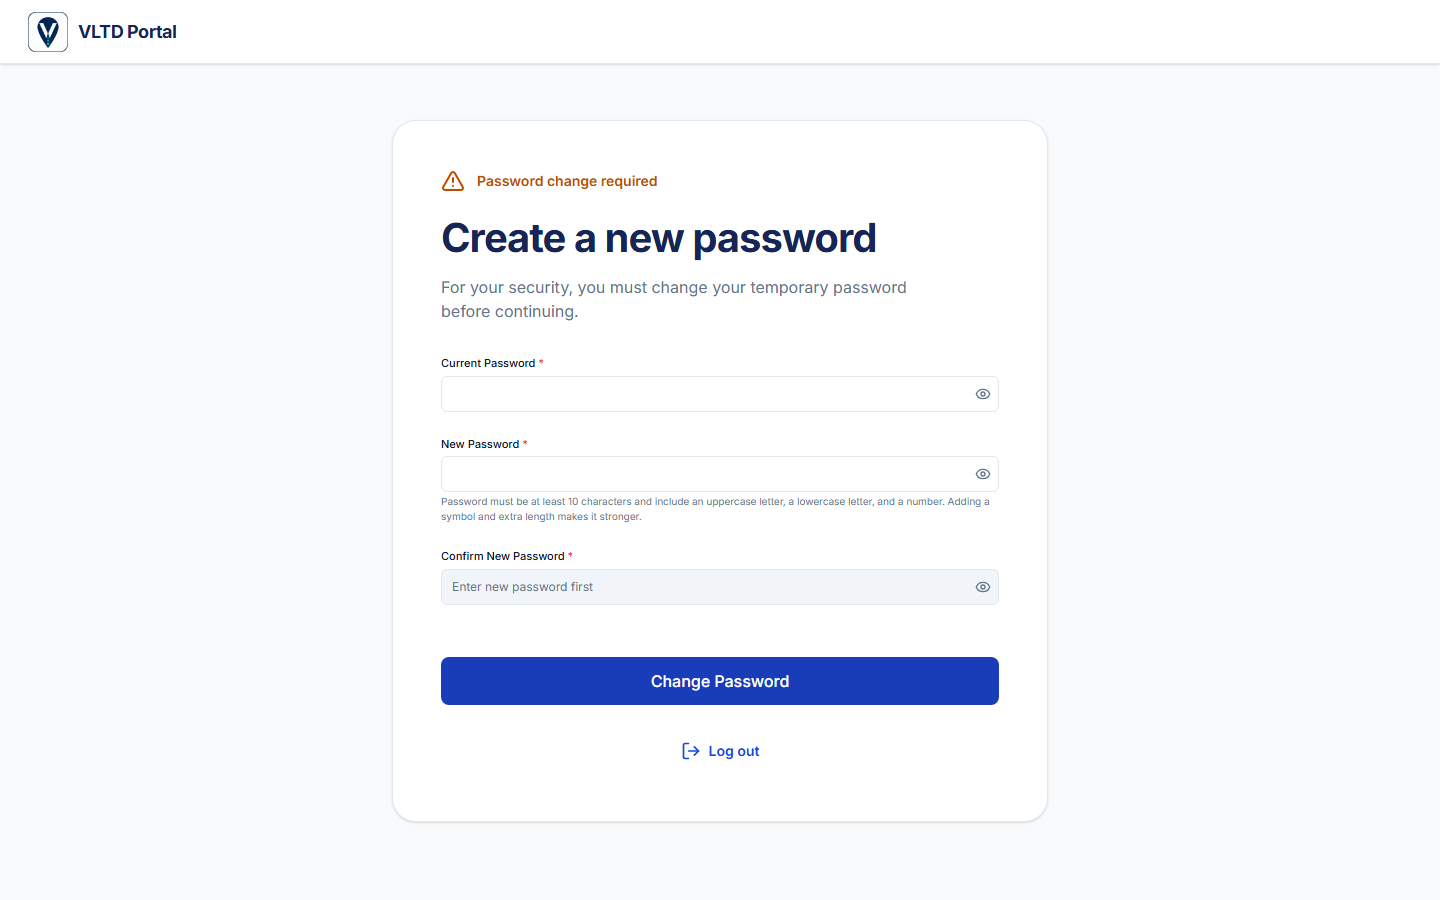 VLTD Portal
Password change required
Create a new password
For your security, you must change your temporary password
before continuing.
Current Password *
New Password *
Password must be at least 10 characters and include an uppercase letter, a lowercase letter, and a number. Adding a
symbol and extra length makes it stronger.
Confirm New Password *
Enter new password first
Change Password
Log out